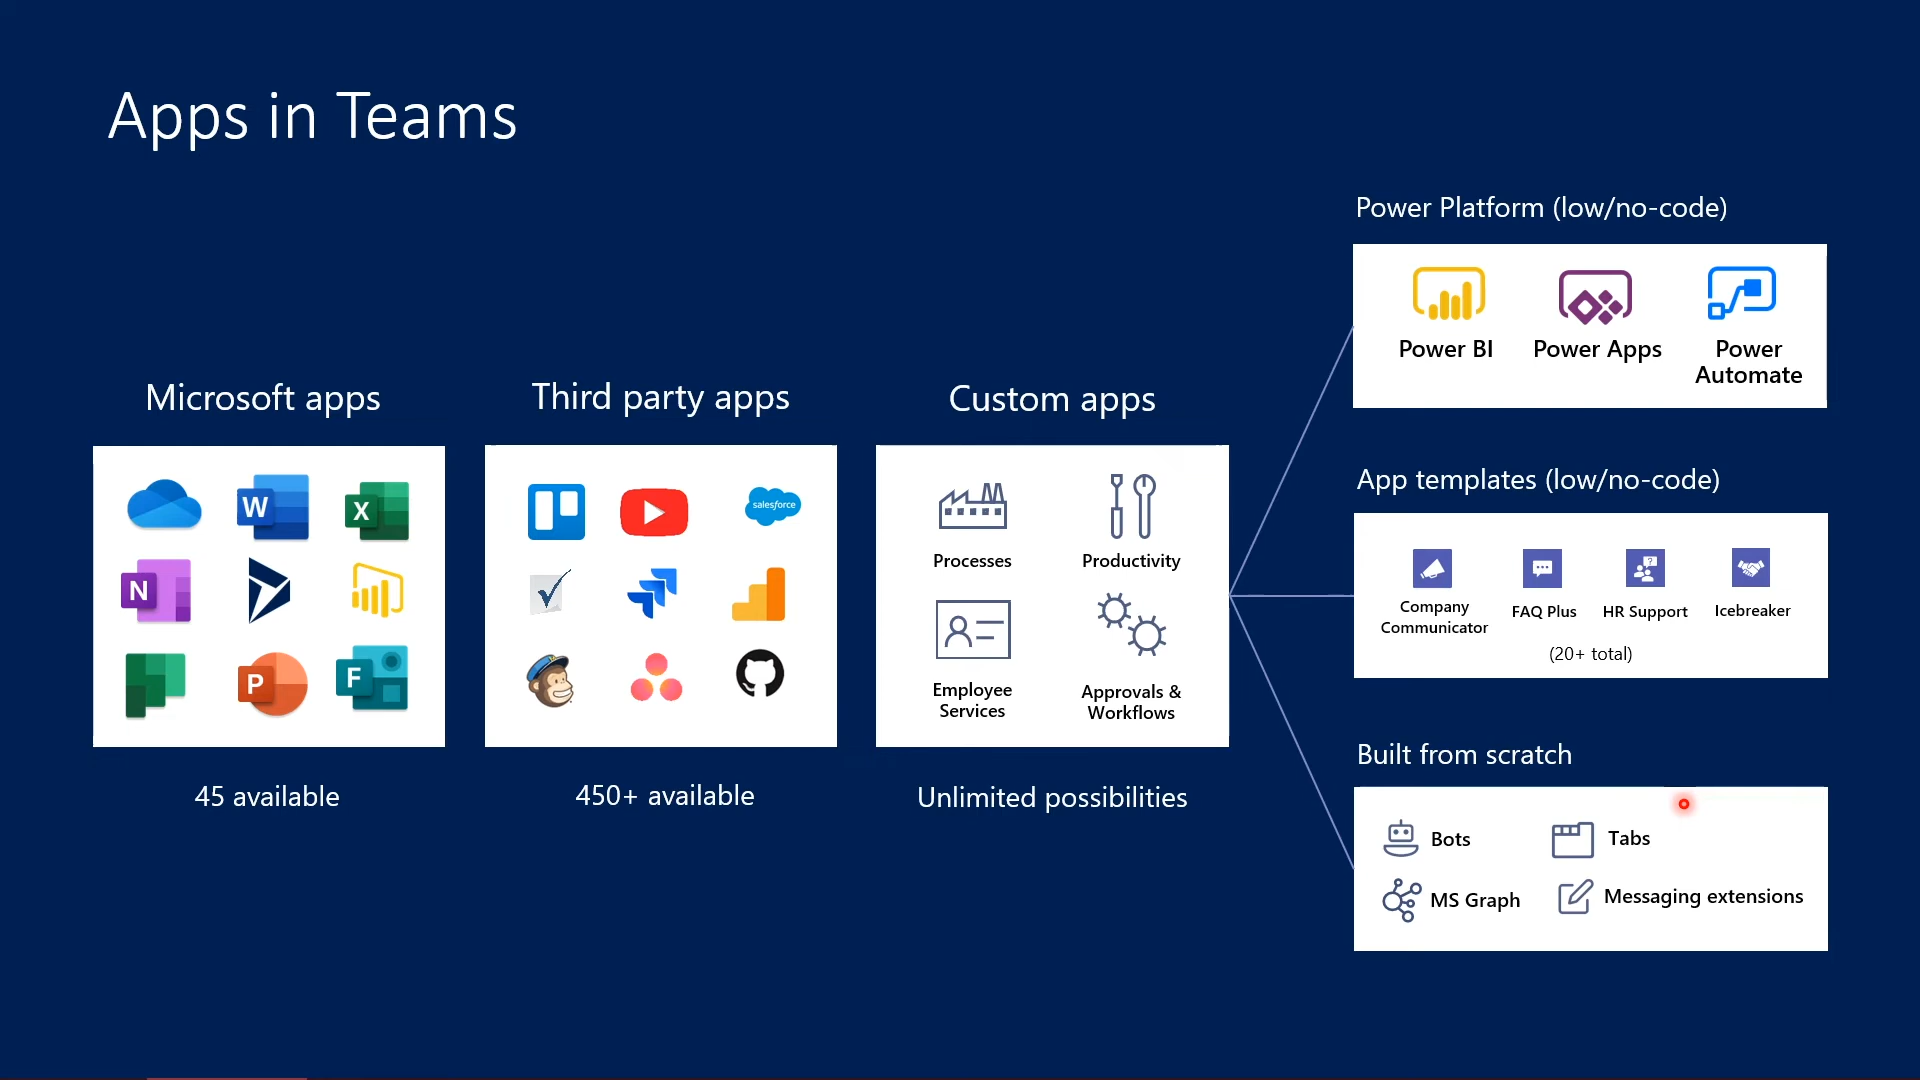 Apps in Teams
Microsoft apps
W
X
N
P
F
45 available
Third party apps
salesforce
450+ available
Custom apps
Processes
Productivity
Employee
Services
Approvals &
Workflows
Unlimited possibilities
Power Platform (low/no-code)
Power BI
Power Apps
Power
Automate
App templates (low/no-code)
?
Company
Communicator
FAQ Plus
HR Support
Icebreaker
(20+ total)
Built from scratch
Bots
Tabs
MS Graph
Messaging extensions